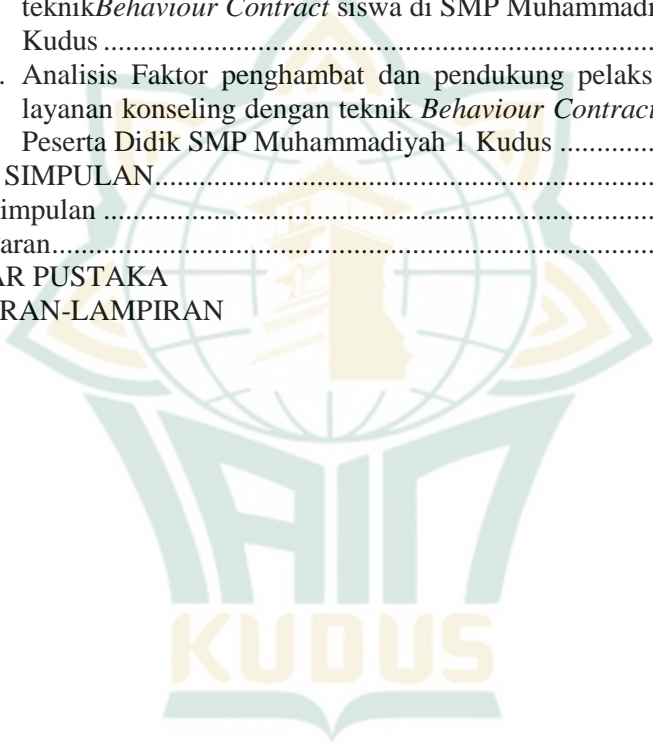 teknikBehaviour Contract siswa di SMP Muhammadi
Kudus ......................................................................................
. Analisis Faktor penghambat dan pendukung pelaks
layanan konseling dengan teknik Behaviour Contract
Peserta Didik SMP Muhammadiyah 1 Kudus ...............
SIMPULAN..............................................................................
impulan ....................................................................................
aran...........................................................................................
AR PUSTAKA
RAN-LAMPIRAN
IAIN
KUDUS